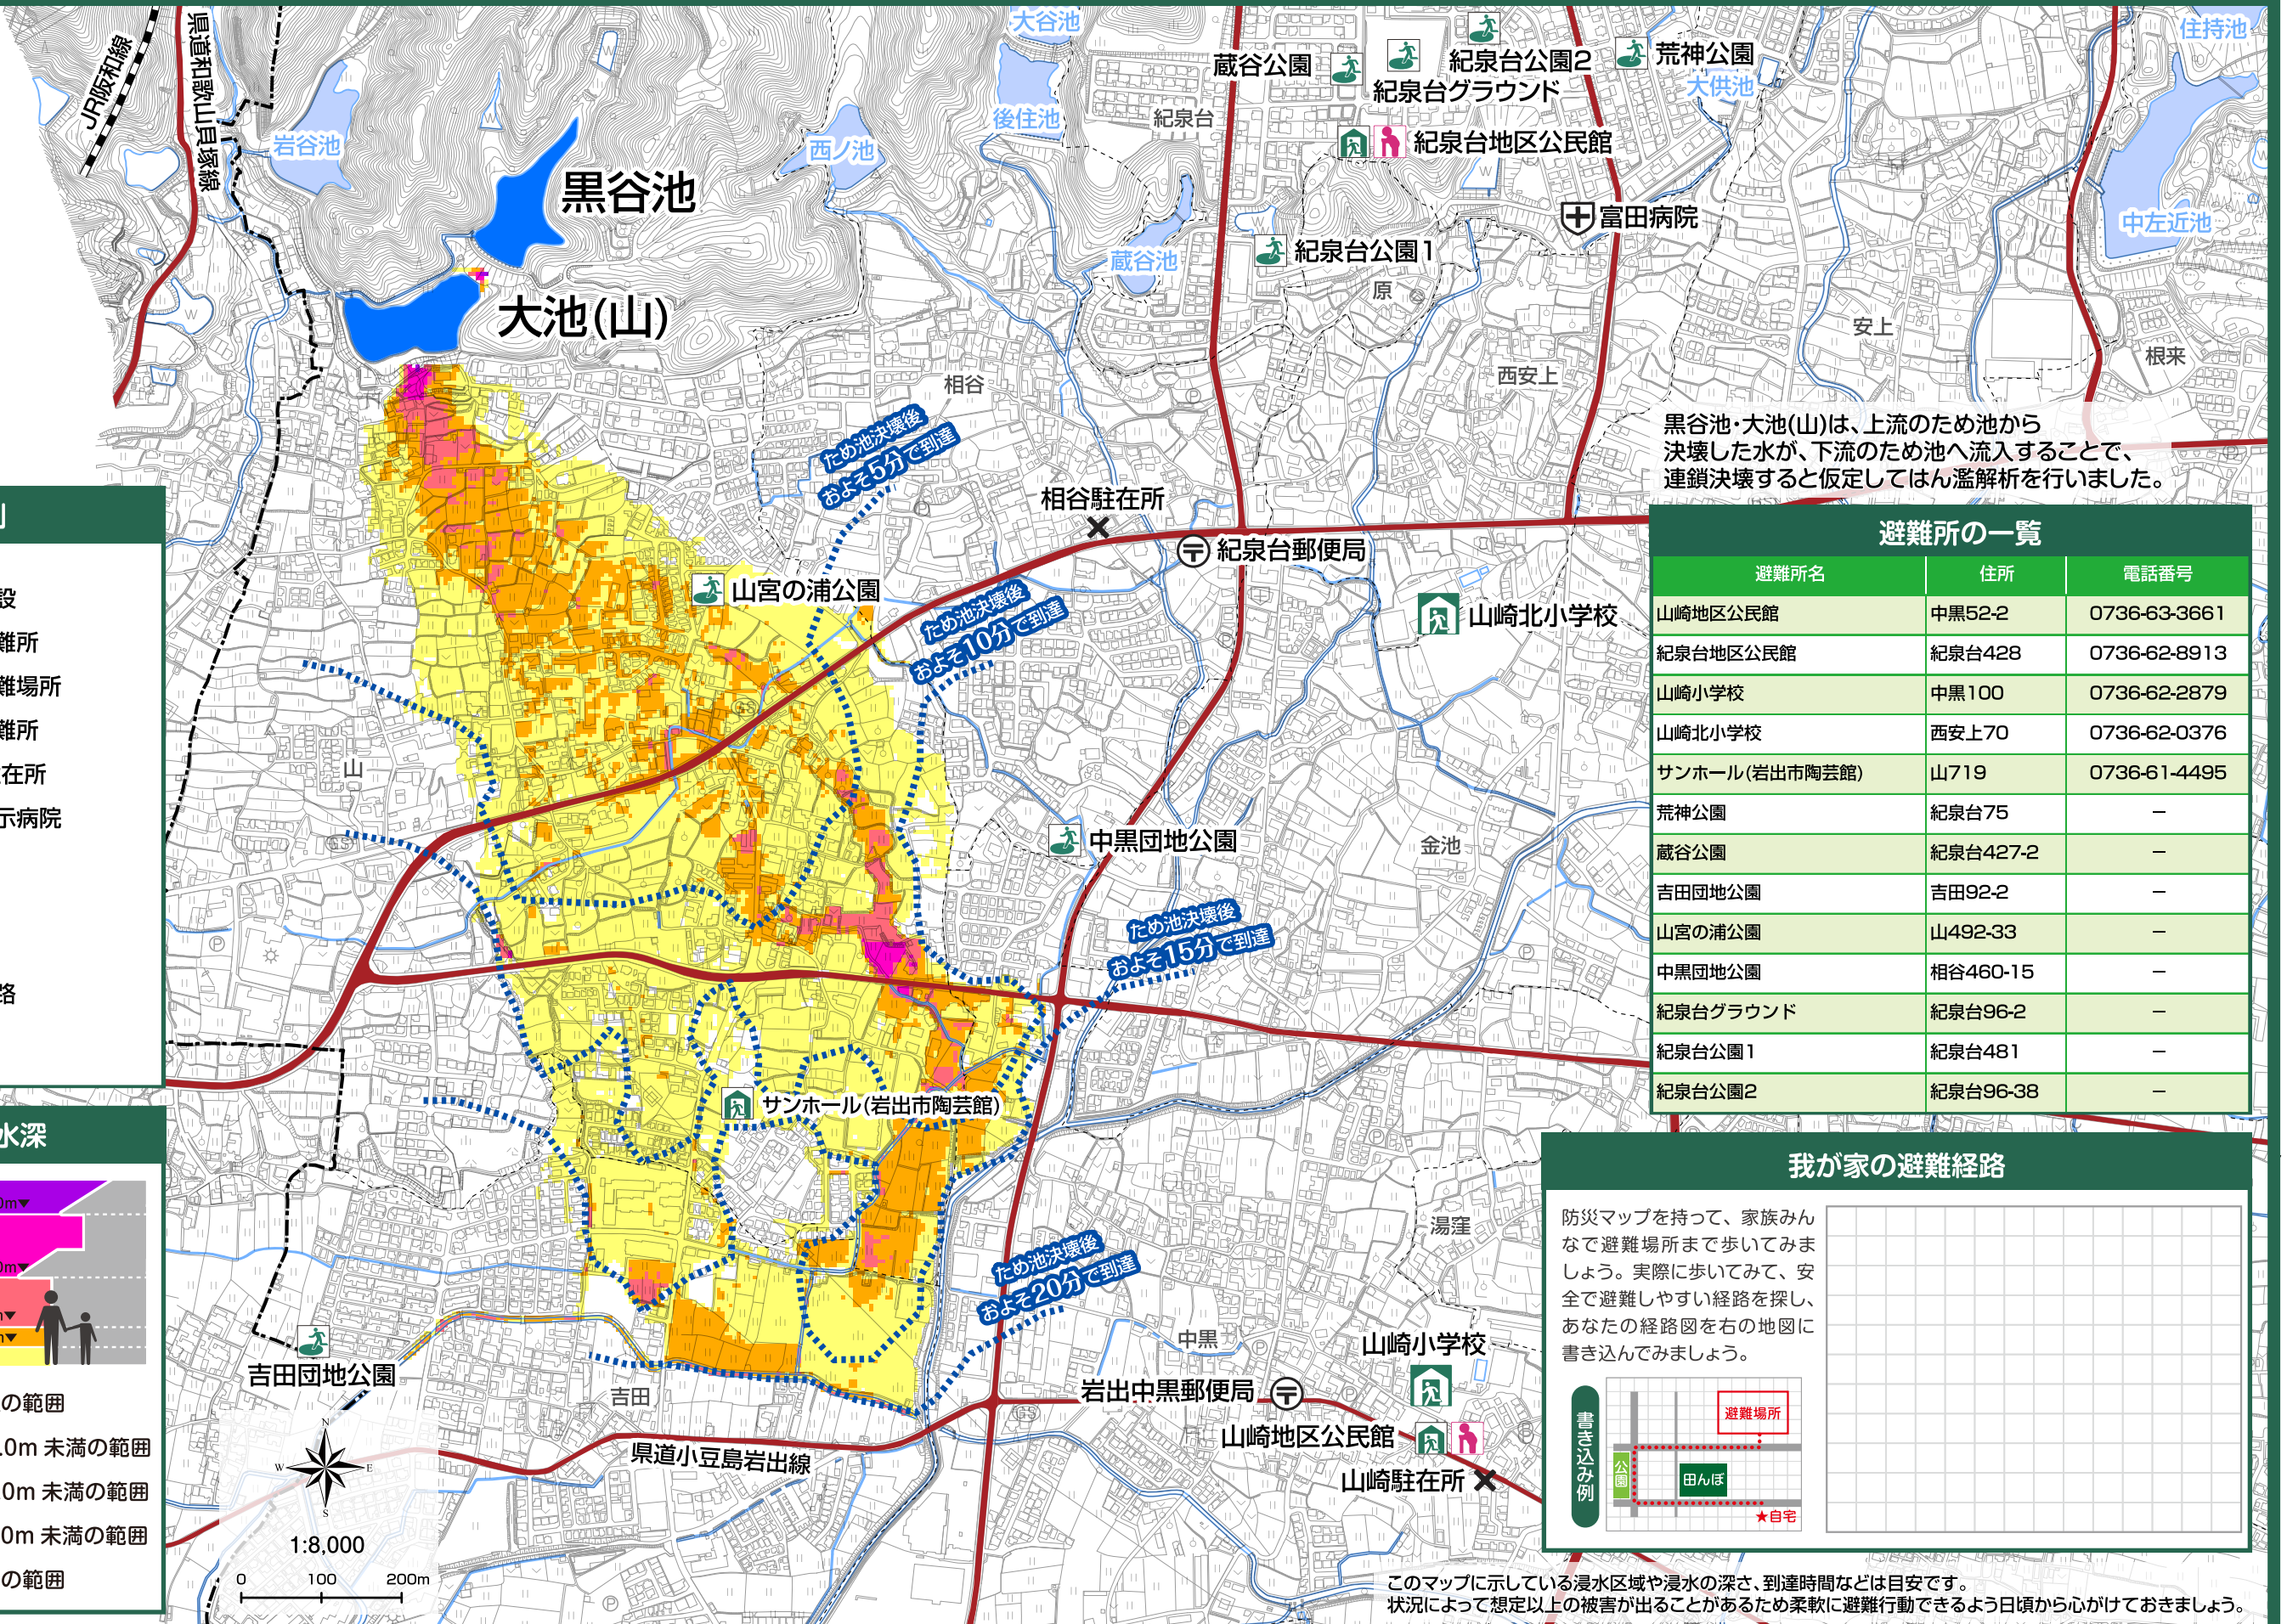 大谷池
住持池
JR阪和線
県道和歌山貝塚線
蔵谷公園
紀泉台公園2
荒神公園
紀泉台グラウンド
大供池
後住池
紀泉台
岩谷池
西ノ池
紀泉台地区公民館
黒谷池
富田病院
中左近池
紀泉台公園1
蔵谷池
原
大池(山)
安上
根来
相谷
西安上
ため池決壊後
およそ5分で到達
黒谷池・大池(山)は、上流のため池から
決壊した水が、下流のため池へ流入することで、
連鎖決壊すると仮定してはん濫解析を行いました。
相谷駐在所
紀泉台郵便局
山宮の浦公園
ため池決壊後
およそ10分で到達
山崎北小学校
設
難所
難場所
難所
在所
示病院
路
避難所の一覧
避難所名 住所 電話番号
山崎地区公民館 中黒52-2 0736-63-3661
紀泉台地区公民館 紀泉台428 0736-62-8913
山崎小学校 中黒100 0736-62-2879
山崎北小学校 西安上70 0736-62-0376
サンホール(岩出市陶芸館) 山719 0736-61-4495
荒神公園 紀泉台75 −
蔵谷公園 紀泉台427-2 −
吉田団地公園 吉田92-2 −
山宮の浦公園 山492-33 −
中黒団地公園 相谷460-15 −
紀泉台グラウンド 紀泉台96-2 −
紀泉台公園1 紀泉台481 −
紀泉台公園2 紀泉台96-38 −
山
GS
GS
中黒団地公園
金池
ため池決壊後
およそ15分で到達
サンホール(岩出市陶芸館)
水深
0m▼
0m▼
m▼
m▼
の範囲
.0m 未満の範囲
.0m 未満の範囲
0m 未満の範囲
の範囲
湯窪
ため池決壊後
およそ20分で到達
中黒
山崎小学校
吉田団地公園
吉田
岩出中黒郵便局
GS
山崎地区公民館
県道小豆島岩出線
山崎駐在所
N
W E
S
1:8,000
0 100 200m
我が家の避難経路
防災マップを持って、家族みん
なで避難場所まで歩いてみま
しょう。実際に歩いてみて、安
全で避難しやすい経路を探し、
あなたの経路図を右の地図に
書き込んでみましょう。
書き込み例
避難場所
公園
田んぼ
★自宅
このマップに示している浸水区域や浸水の深さ、到達時間などは目安です。
状況によって想定以上の被害が出ることがあるため柔軟に避難行動できるよう日頃から心がけておきましょう。